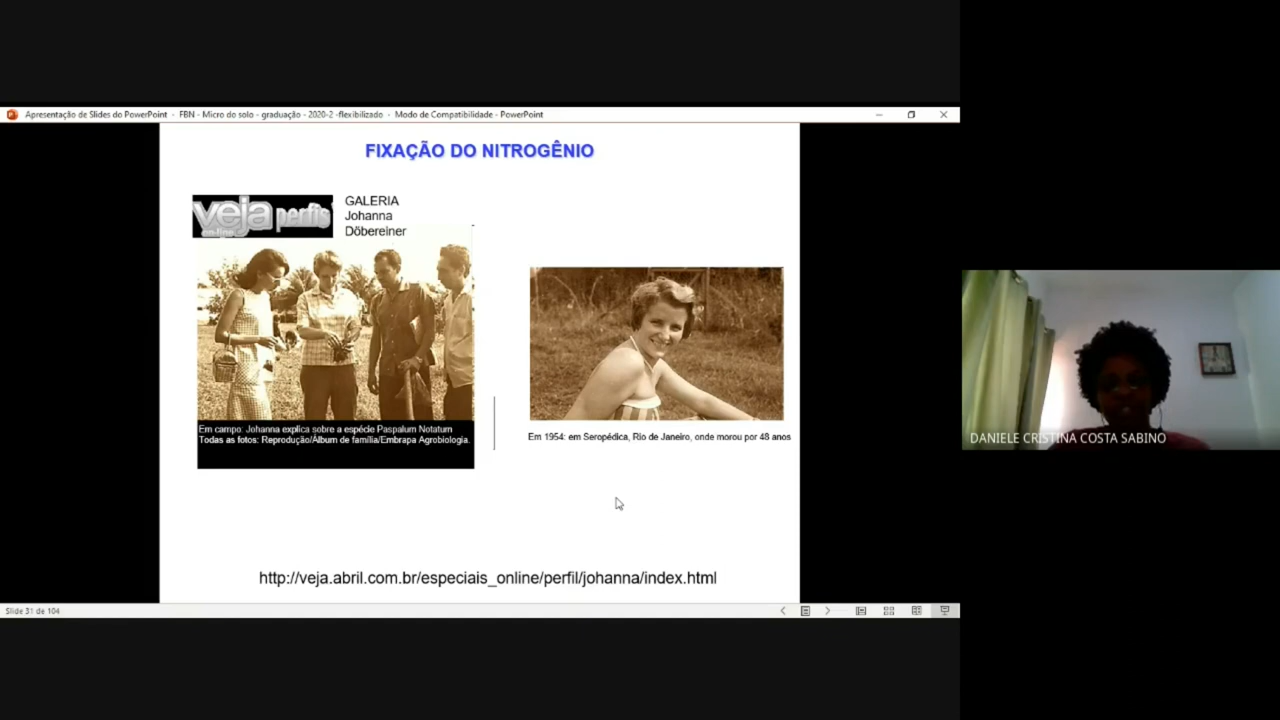 Apresentação de Slides do PowerPoint - FBN - Micro do solo - graduação - 2020-2 -flexibilizado - Modo de Compatibilidade - PowerPoint
FIXAÇÃO DO NITROGÊNIO
veja perfis
on-line
GALERIA
Johanna
Döbereiner
Em campo: Johanna explica sobre a espécie Paspalum Notatum
Todas as fotos: Reprodução/Álbum de família/Embrapa Agrobiologia.
Em 1954: em Seropédica, Rio de Janeiro, onde morou por 48 anos
DANIELE CRISTINA COSTA SABINO
http://veja.abril.com.br/especiais_online/perfil/johanna/index.html
Slide 31 de 104